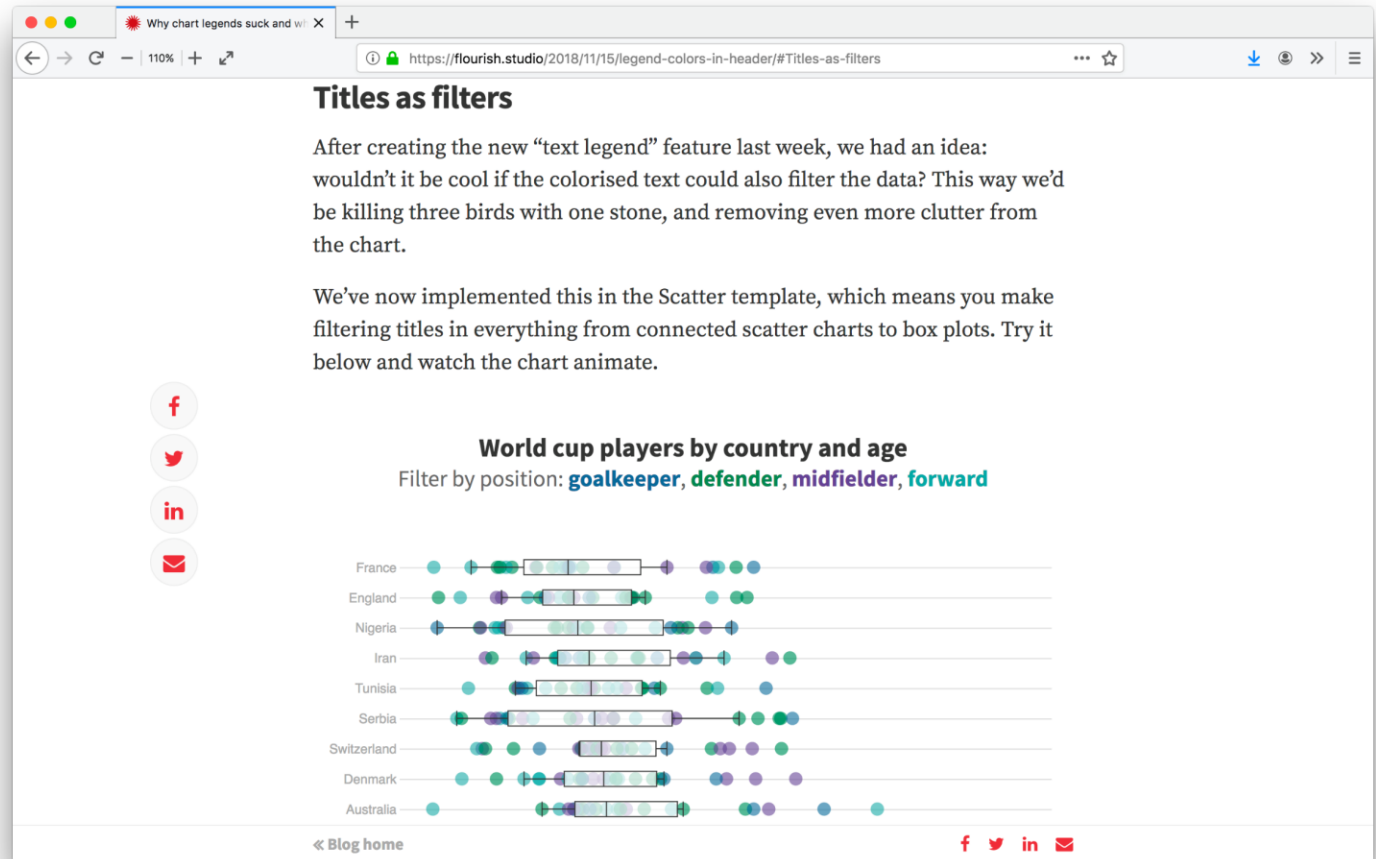 Why chart legends suck and wh
110%
https://flourish.studio/2018/11/15/legend-colors-in-header/#Titles-as-filters
Titles as filters
After creating the new “text legend” feature last week, we had an idea:
wouldn’t it be cool if the colorised text could also filter the data? This way we’d
be killing three birds with one stone, and removing even more clutter from
the chart.
We’ve now implemented this in the Scatter template, which means you make
filtering titles in everything from connected scatter charts to box plots. Try it
below and watch the chart animate.
World cup players by country and age
Filter by position: goalkeeper, defender, midfielder, forward
France
England
Nigeria
Iran
Tunisia
Serbia
Switzerland
Denmark
Australia
« Blog home